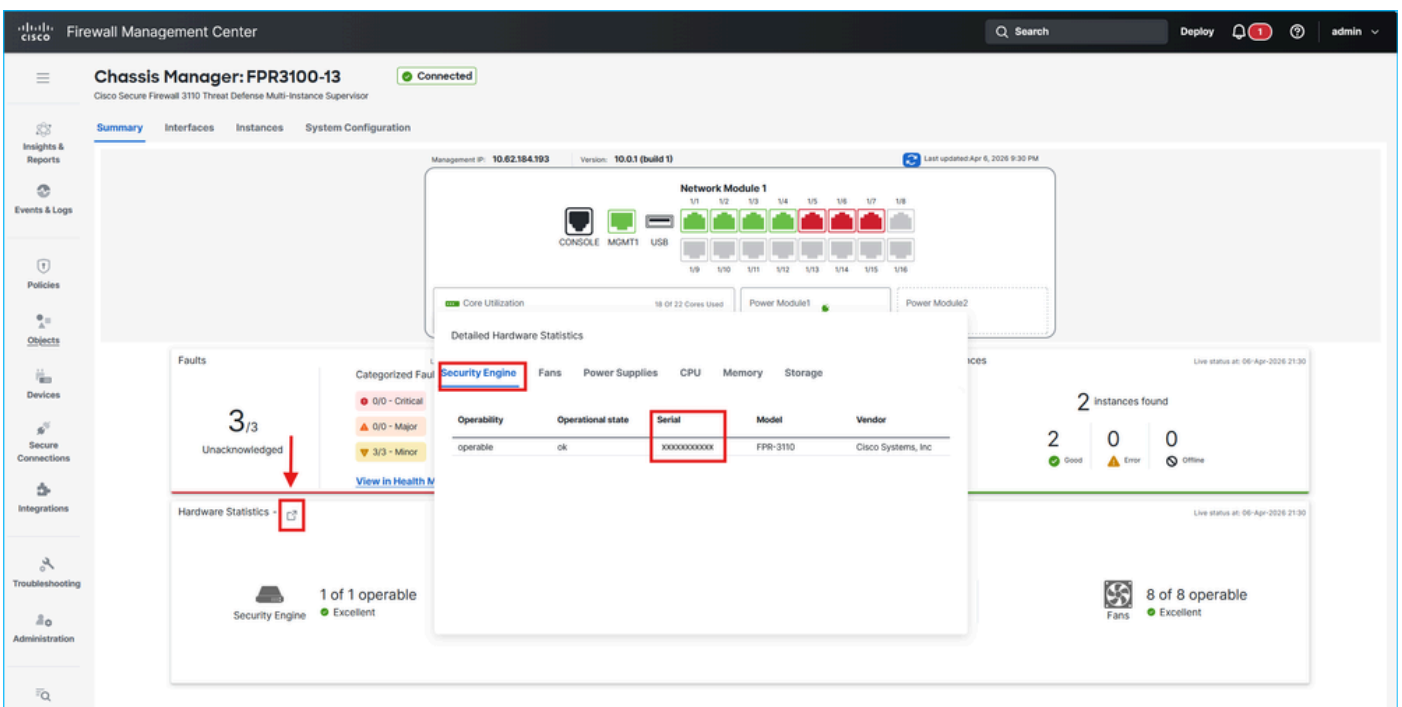 CISCO Firewall Management Center
Search
Deploy
1
admin
Chassis Manager: FPR3100-13
Connected
Cisco Secure Firewall 3110 Threat Defense Multi-Instance Supervisor
Summary Interfaces Instances System Configuration
Insights & Reports
Events & Logs
Policies
Objects
Devices
Secure Connections
Integrations
Troubleshooting
Administration
Management IP: 10.62.184.193 Version: 10.0.1 (build 1) Last updated:Apr 6, 2026 9:30 PM
Network Module 1
1/1 1/2 1/3 1/4 1/5 1/6 1/7 1/8
CONSOLE MGMT1 USB
1/9 1/10 1/11 1/12 1/13 1/14 1/15 1/16
Core Utilization 18 Of 22 Cores Used
Power Module1
Power Module2
Faults
3/3
Unacknowledged
Categorized Fau
0/0 - Critical
0/0 - Major
3/3 - Minor
View in Health M
Detailed Hardware Statistics
Security Engine Fans Power Supplies CPU Memory Storage
Operability Operational state Serial Model Vendor
operable ok XXXXXXXXXXX FPR-3110 Cisco Systems, Inc
nces
Live status at: 06-Apr-2026 21:30
2 instances found
2 0 0
Good Error Offline
Hardware Statistics -
Live status at: 06-Apr-2026 21:30
1 of 1 operable
Security Engine Excellent
8 of 8 operable
Fans Excellent